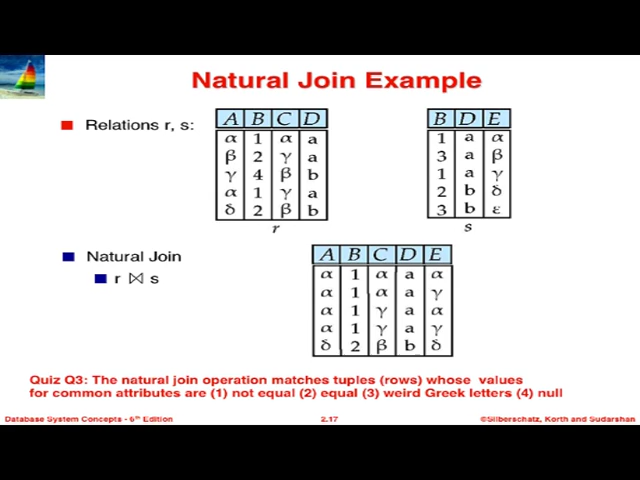 Natural Join Example
Relations r, s:
A B C D
α 1 α a
β 2 γ a
γ 4 β b
α 1 γ a
δ 2 β b
r
B D E
1 a α
3 a β
1 a γ
2 b δ
3 b ε
s
Natural Join
r ⋈ s
A B C D E
α 1 α a α
α 1 α a γ
α 1 γ a α
α 1 γ a γ
δ 2 β b δ
Quiz Q3: The natural join operation matches tuples (rows) whose values
for common attributes are (1) not equal (2) equal (3) weird Greek letters (4) null
Database System Concepts - 6th Edition
2.17
©Silberschatz, Korth and Sudarshan